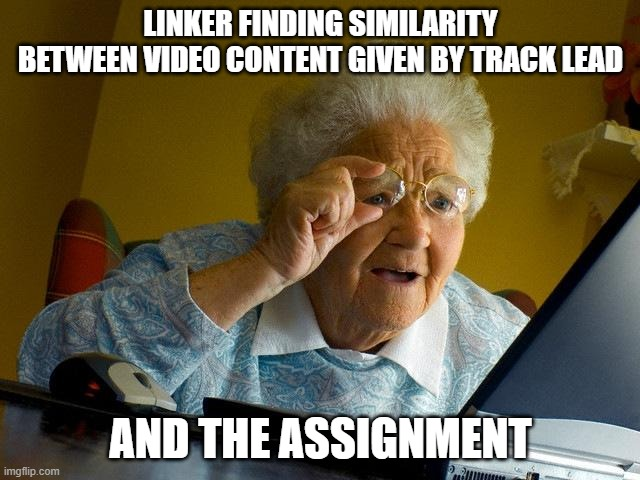 LINKER FINDING SIMILARITY
BETWEEN VIDEO CONTENT GIVEN BY TRACK LEAD
AND THE ASSIGNMENT
imgflip.com